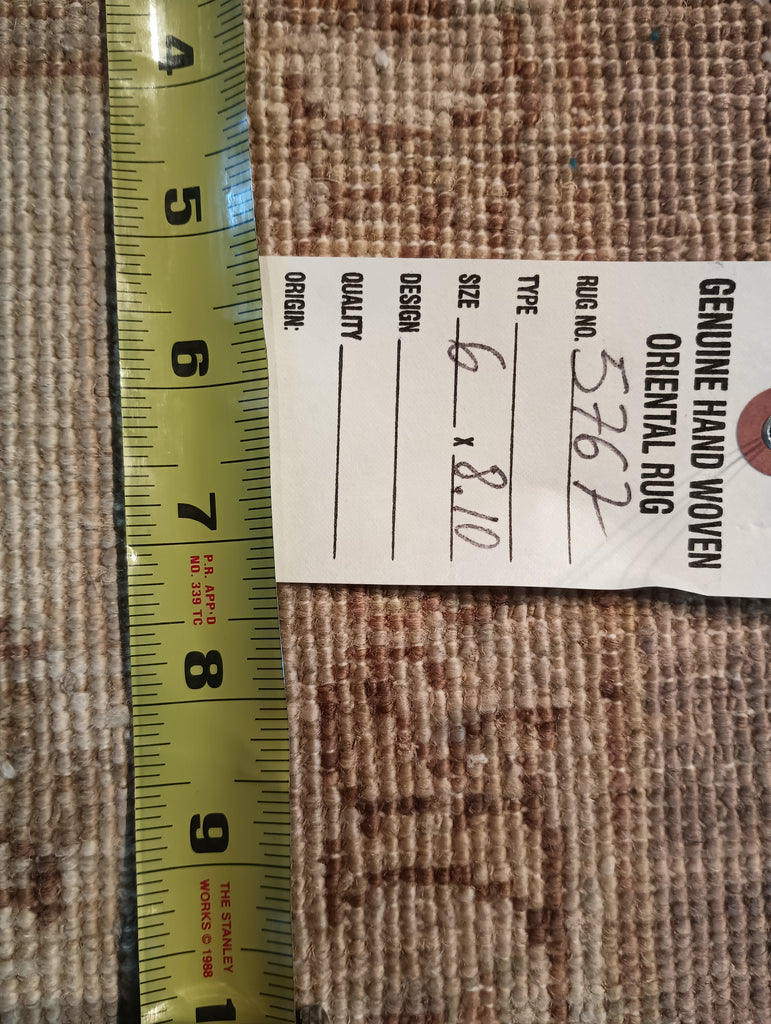 GENUINE HAND WOVEN
ORIENTAL RUG
RUG NO. 5767
TYPE
SIZE 6 x 8.10
DESIGN
QUALITY
ORIGIN:
4
5
6
7
P.R. APP'D
NO. 339 TC
8
9
THE STANLEY
WORKS © 1988
1